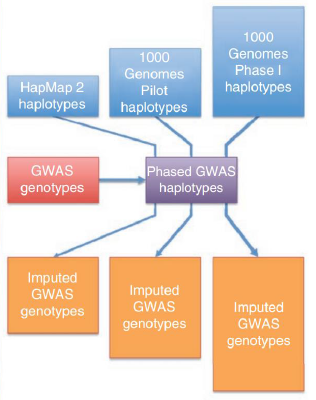 HapMap 2
haplotypes
1000
Genomes
Pilot
haplotypes
1000
Genomes
Phase I
haplotypes
GWAS
genotypes
Phased GWAS
haplotypes
Imputed
GWAS
genotypes
Imputed
GWAS
genotypes
Imputed
GWAS
genotypes